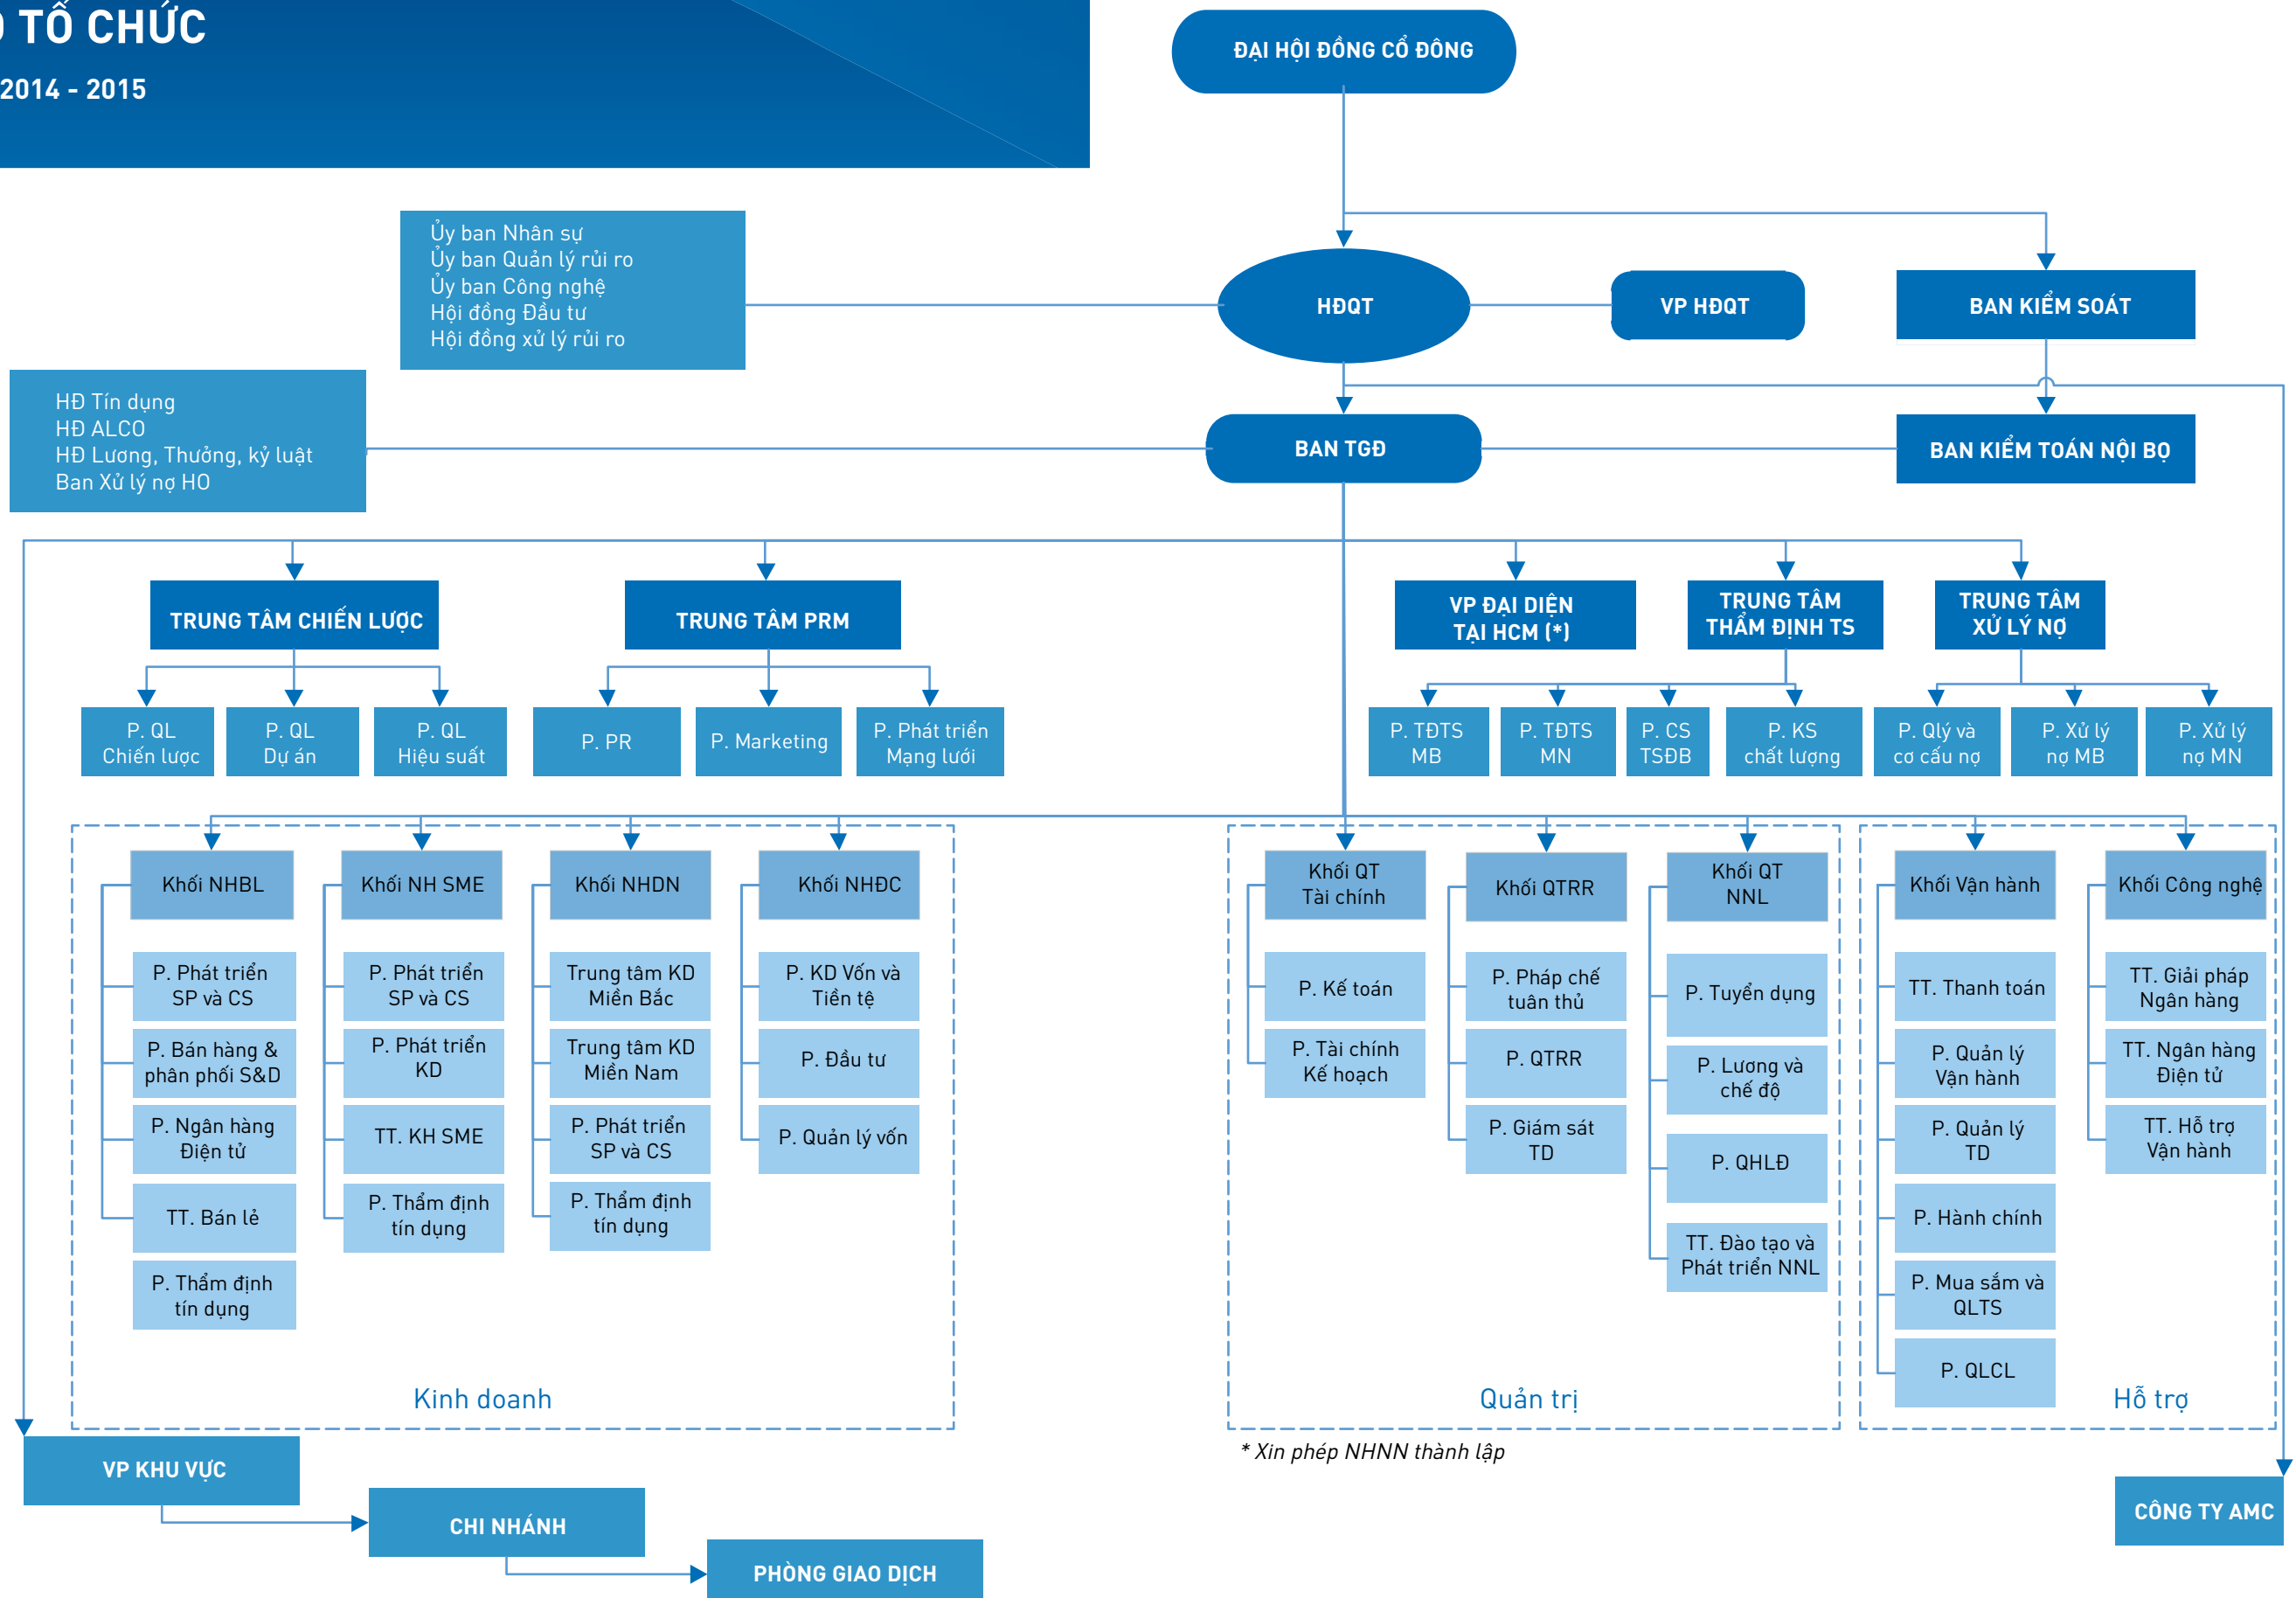 TỔ CHỨC
2014 - 2015
ĐẠI HỘI ĐỒNG CỔ ĐÔNG
Ủy ban Nhân sự
Ủy ban Quản lý rủi ro
Ủy ban Công nghệ
Hội đồng Đầu tư
Hội đồng xử lý rủi ro
HĐQT
VP HĐQT
BAN KIỂM SOÁT
HĐ Tín dụng
HĐ ALCO
HĐ Lương, Thưởng, kỷ luật
Ban Xử lý nợ HO
BAN TGĐ
BAN KIỂM TOÁN NỘI BỘ
TRUNG TÂM CHIẾN LƯỢC
TRUNG TÂM PRM
VP ĐẠI DIỆN
TẠI HCM (*)
TRUNG TÂM
THẨM ĐỊNH TS
TRUNG TÂM
XỬ LÝ NỢ
P. QL
Chiến lược
P. QL
Dự án
P. QL
Hiệu suất
P. PR
P. Marketing
P. Phát triển
Mạng lưới
P. TĐTS
MB
P. TĐTS
MN
P. CS
TSĐB
P. KS
chất lượng
P. Qlý và
cơ cấu nợ
P. Xử lý
nợ MB
P. Xử lý
nợ MN
Khối NHBL
P. Phát triển
SP và CS
P. Bán hàng &
phân phối S&D
P. Ngân hàng
Điện tử
TT. Bán lẻ
P. Thẩm định
tín dụng
Khối NH SME
P. Phát triển
SP và CS
P. Phát triển
KD
TT. KH SME
P. Thẩm định
tín dụng
Khối NHDN
Trung tâm KD
Miền Bắc
Trung tâm KD
Miền Nam
P. Phát triển
SP và CS
P. Thẩm định
tín dụng
Khối NHĐC
P. KD Vốn và
Tiền tệ
P. Đầu tư
P. Quản lý vốn
Kinh doanh
Khối QT
Tài chính
P. Kế toán
P. Tài chính
Kế hoạch
Khối QTRR
P. Pháp chế
tuân thủ
P. QTRR
P. Giám sát
TD
Khối QT
NNL
P. Tuyển dụng
P. Lương và
chế độ
P. QHLĐ
TT. Đào tạo và
Phát triển NNL
Quản trị
Khối Vận hành
TT. Thanh toán
P. Quản lý
Vận hành
P. Quản lý
TD
P. Hành chính
P. Mua sắm và
QLTS
P. QLCL
Khối Công nghệ
TT. Giải pháp
Ngân hàng
TT. Ngân hàng
Điện tử
TT. Hỗ trợ
Vận hành
Hỗ trợ
* Xin phép NHNN thành lập
VP KHU VỰC
CHI NHÁNH
PHÒNG GIAO DỊCH
CÔNG TY AMC